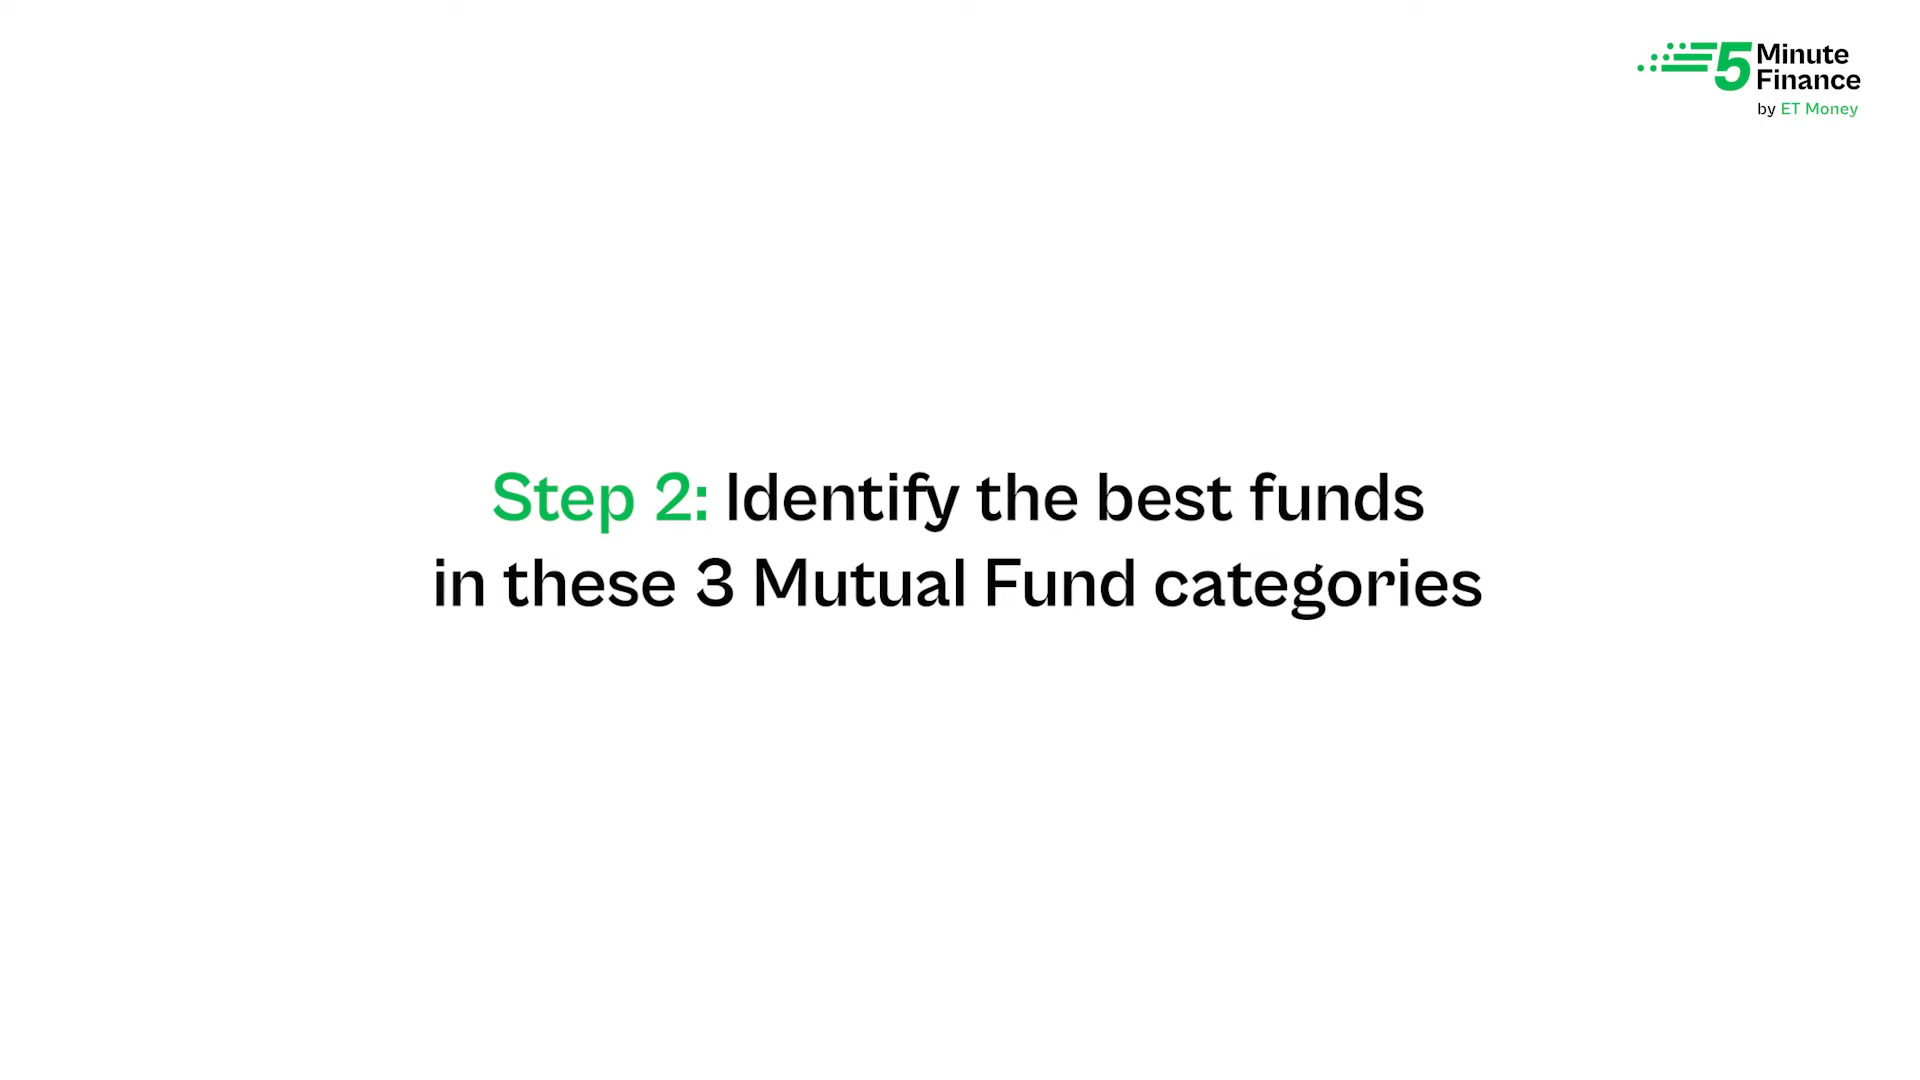 5 Minute
Finance
by ET Money
Step 2: Identify the best funds
in these 3 Mutual Fund categories